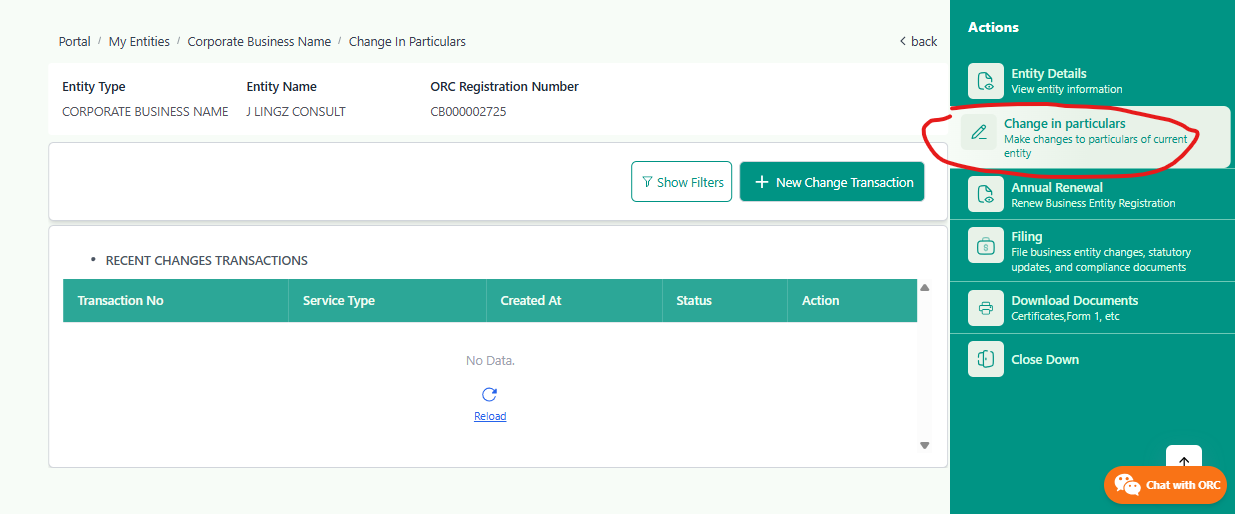 Portal / My Entities / Corporate Business Name / Change In Particulars
< back
Entity Type
Entity Name
ORC Registration Number
CORPORATE BUSINESS NAME
J LINGZ CONSULT
CB000002725
Show Filters
+ New Change Transaction
• RECENT CHANGES TRANSACTIONS
Transaction No
Service Type
Created At
Status
Action
No Data.
Reload
Actions
Entity Details
View entity information
Change in particulars
Make changes to particulars of current
entity
Annual Renewal
Renew Business Entity Registration
Filing
File business entity changes, statutory
updates, and compliance documents
Download Documents
Certificates,Form 1, etc
Close Down
Chat with ORC